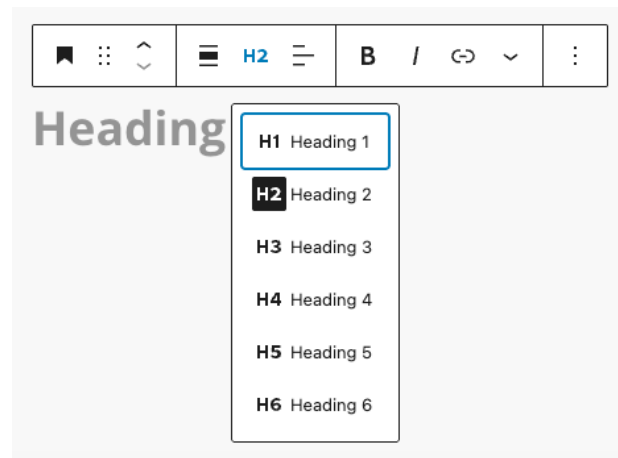 H2 B I
Heading
H1 Heading 1
H2 Heading 2
H3 Heading 3
H4 Heading 4
H5 Heading 5
H6 Heading 6